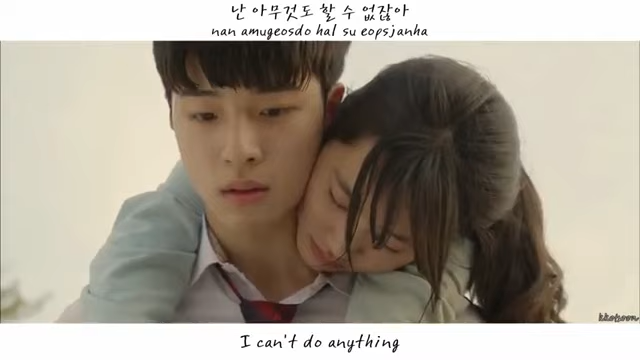 난 아무것도 할 수 없잖아
nan amugeosdo hal su eopsjanha
kkotsoon
I can't do anything